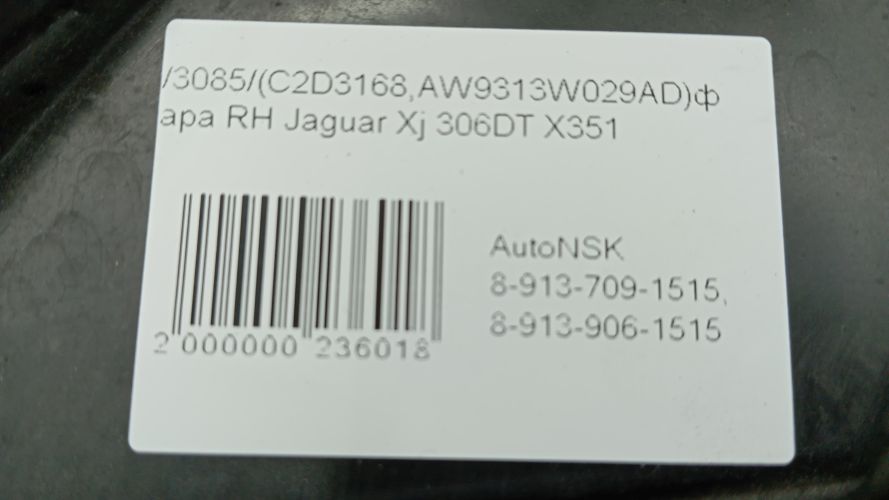 /3085/(C2D3168,AW9313W029AD)ф
ара RH Jaguar Xj 306DT X351
AutoNSK
8-913-709-1515,
8-913-906-1515
2 000000 236018